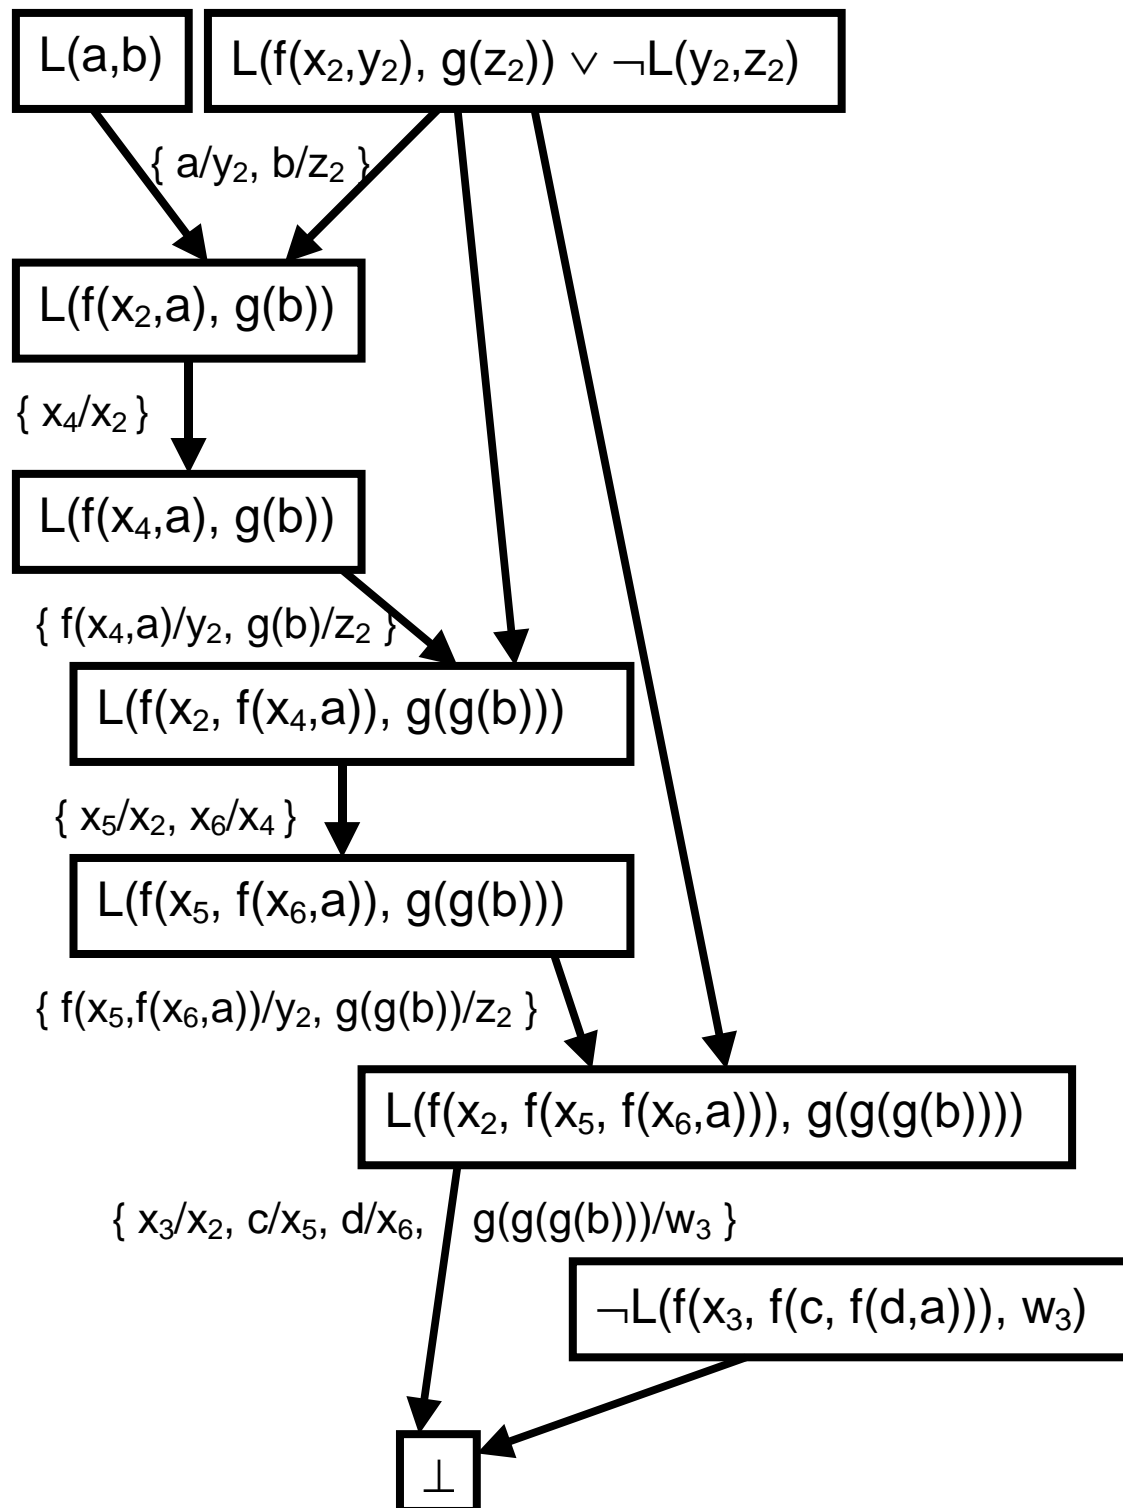 L(a,b)
L(f(x₂,y₂), g(z₂)) ∨ ¬L(y₂,z₂)
{ a/y₂, b/z₂ }
L(f(x₂,a), g(b))
{ x₄/x₂ }
L(f(x₄,a), g(b))
{ f(x₄,a)/y₂, g(b)/z₂ }
L(f(x₂, f(x₄,a)), g(g(b)))
{ x₅/x₂, x₆/x₄ }
L(f(x₅, f(x₆,a)), g(g(b)))
{ f(x₅,f(x₆,a))/y₂, g(g(b))/z₂ }
L(f(x₂, f(x₅, f(x₆,a))), g(g(g(b))))
{ x₃/x₂, c/x₅, d/x₆, g(g(g(b)))/w₃ }
¬L(f(x₃, f(c, f(d,a))), w₃)
⊥